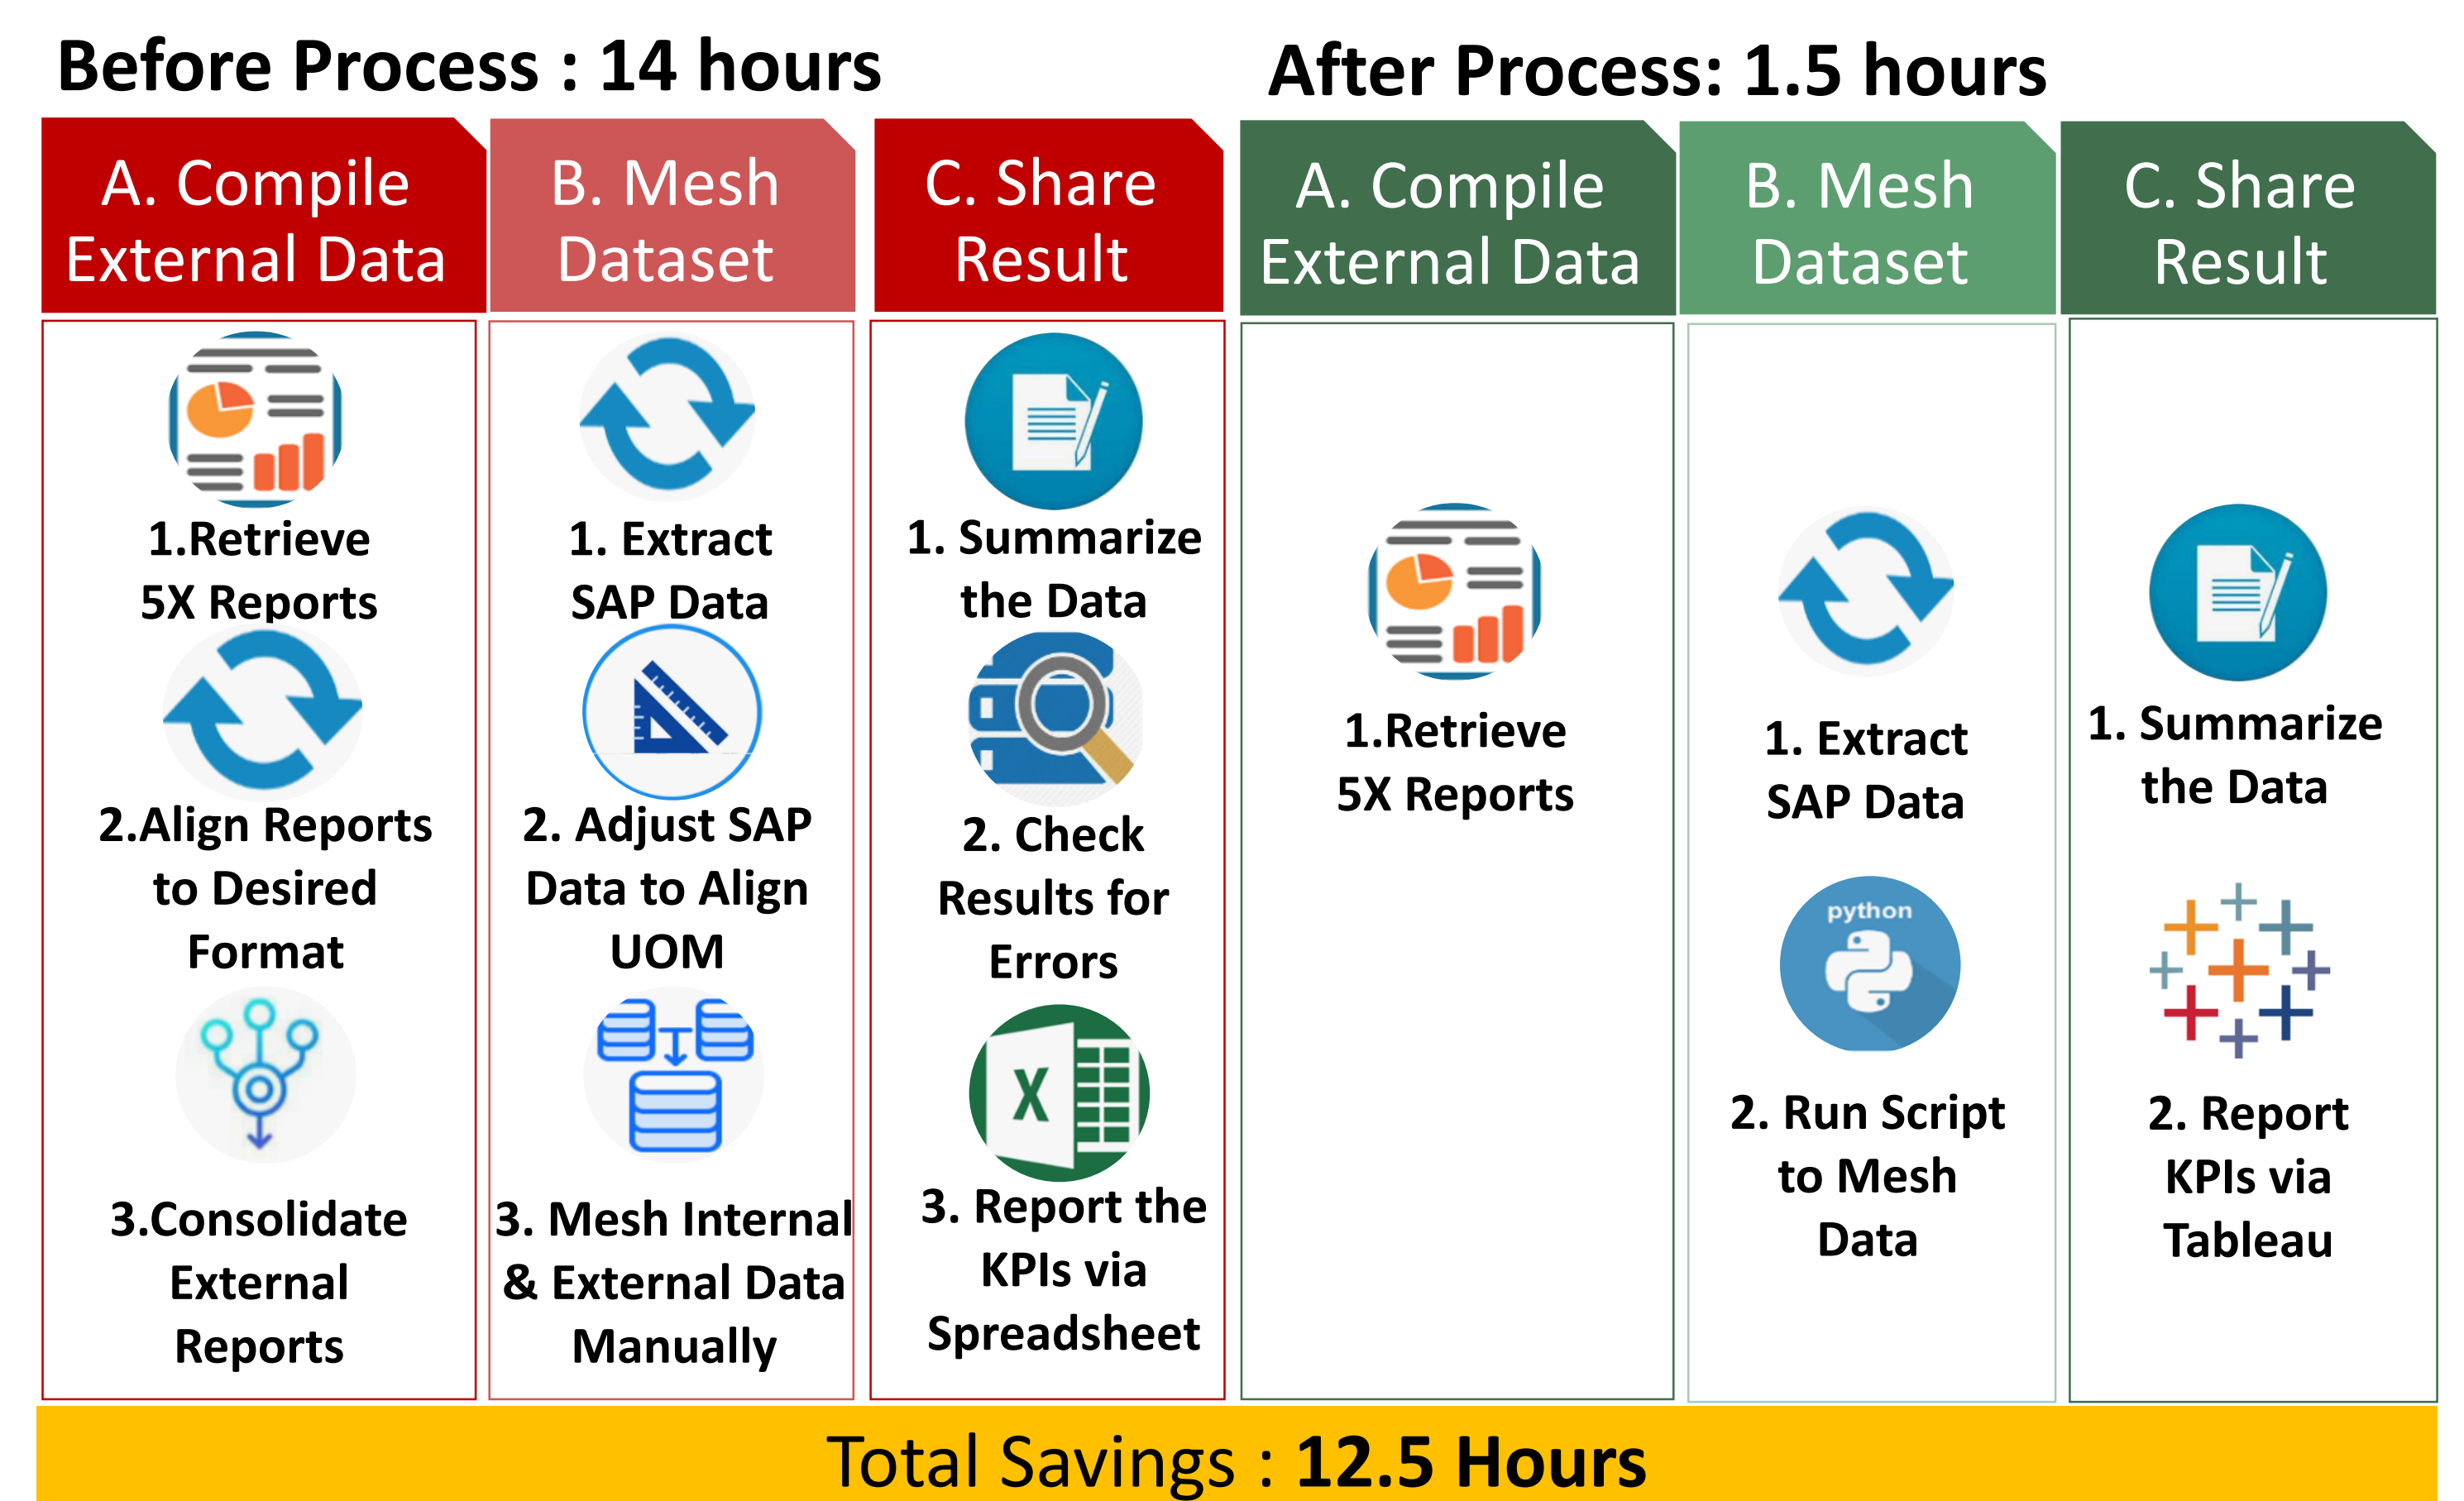 Before Process : 14 hours
A. Compile
External Data
B. Mesh
Dataset
C. Share
Result
1.Retrieve
5X Reports
2.Align Reports
to Desired
Format
3.Consolidate
External
Reports
1. Extract
SAP Data
2. Adjust SAP
Data to Align
UOM
3. Mesh Internal
& External Data
Manually
1. Summarize
the Data
2. Check
Results for
Errors
X
3. Report the
KPIs via
Spreadsheet
After Process: 1.5 hours
A. Compile
External Data
B. Mesh
Dataset
C. Share
Result
1.Retrieve
5X Reports
1. Extract
SAP Data
python
2. Run Script
to Mesh
Data
1. Summarize
the Data
2. Report
KPIs via
Tableau
Total Savings : 12.5 Hours